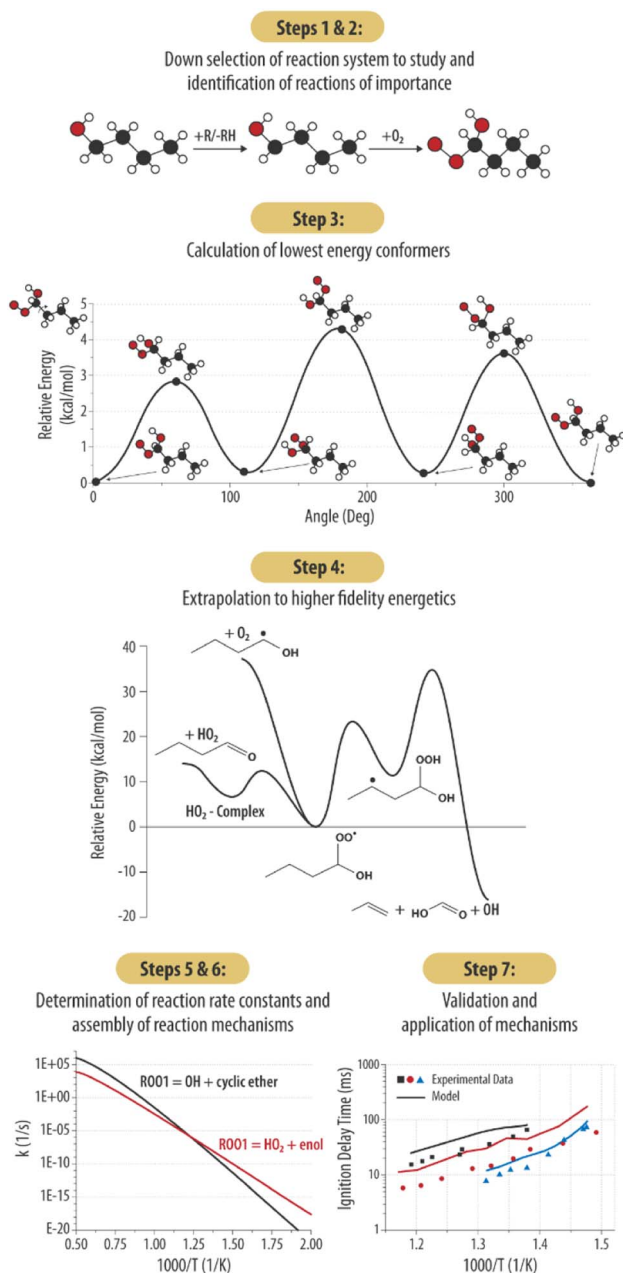 Steps 1 & 2:
Down selection of reaction system to study and
identification of reactions of importance
+R/-RH
+O₂
Step 3:
Calculation of lowest energy conformers
Relative Energy
(kcal/mol)
5
4
3
2
1
0
0
100
200
300
Angle (Deg)
Step 4:
Extrapolation to higher fidelity energetics
Relative Energy (kcal/mol)
40
30
20
10
0
-10
-20
+ O₂
•
OH
+ HO₂
O
HO₂ - Complex
OOH
•
OH
OO•
OH
+ HO O + OH
Steps 5 & 6:
Determination of reaction rate constants and
assembly of reaction mechanisms
k (1/s)
1E+05
1E+00
1E-05
1E-10
1E-15
E-20
ROO1 = OH + cyclic ether
ROO1 = HO₂ + enol
0.50 0.75 1.00 1.25 1.50 1.75 2.00
1000/T (1/K)
Step 7:
Validation and
application of mechanisms
Ignition Delay Time (ms)
1000
100
10
1
Experimental Data
Model
1.2 1.3 1.4 1.5
1000/T (1/K)